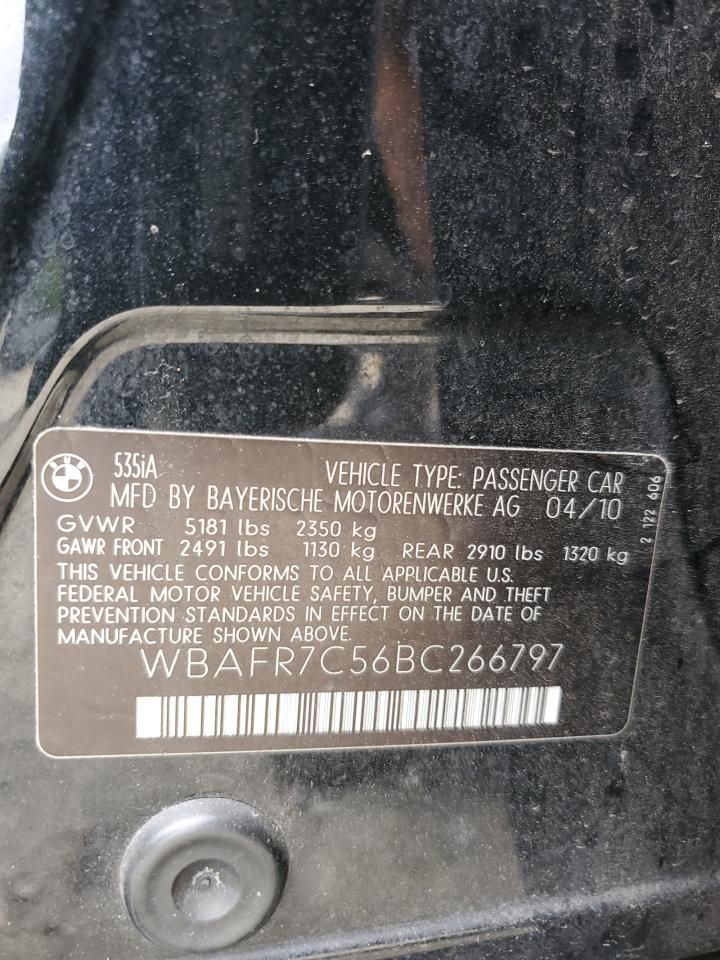 BMW
535iA VEHICLE TYPE: PASSENGER CAR
MFD BY BAYERISCHE MOTORENWERKE AG 04/10
GVWR 5181 lbs 2350 kg
GAWR FRONT 2491 lbs 1130 kg REAR 2910 lbs 1320 kg
THIS VEHICLE CONFORMS TO ALL APPLICABLE U.S.
FEDERAL MOTOR VEHICLE SAFETY, BUMPER AND THEFT
PREVENTION STANDARDS IN EFFECT ON THE DATE OF
MANUFACTURE SHOWN ABOVE.
WBAFR7C56BC266797
2 122 606